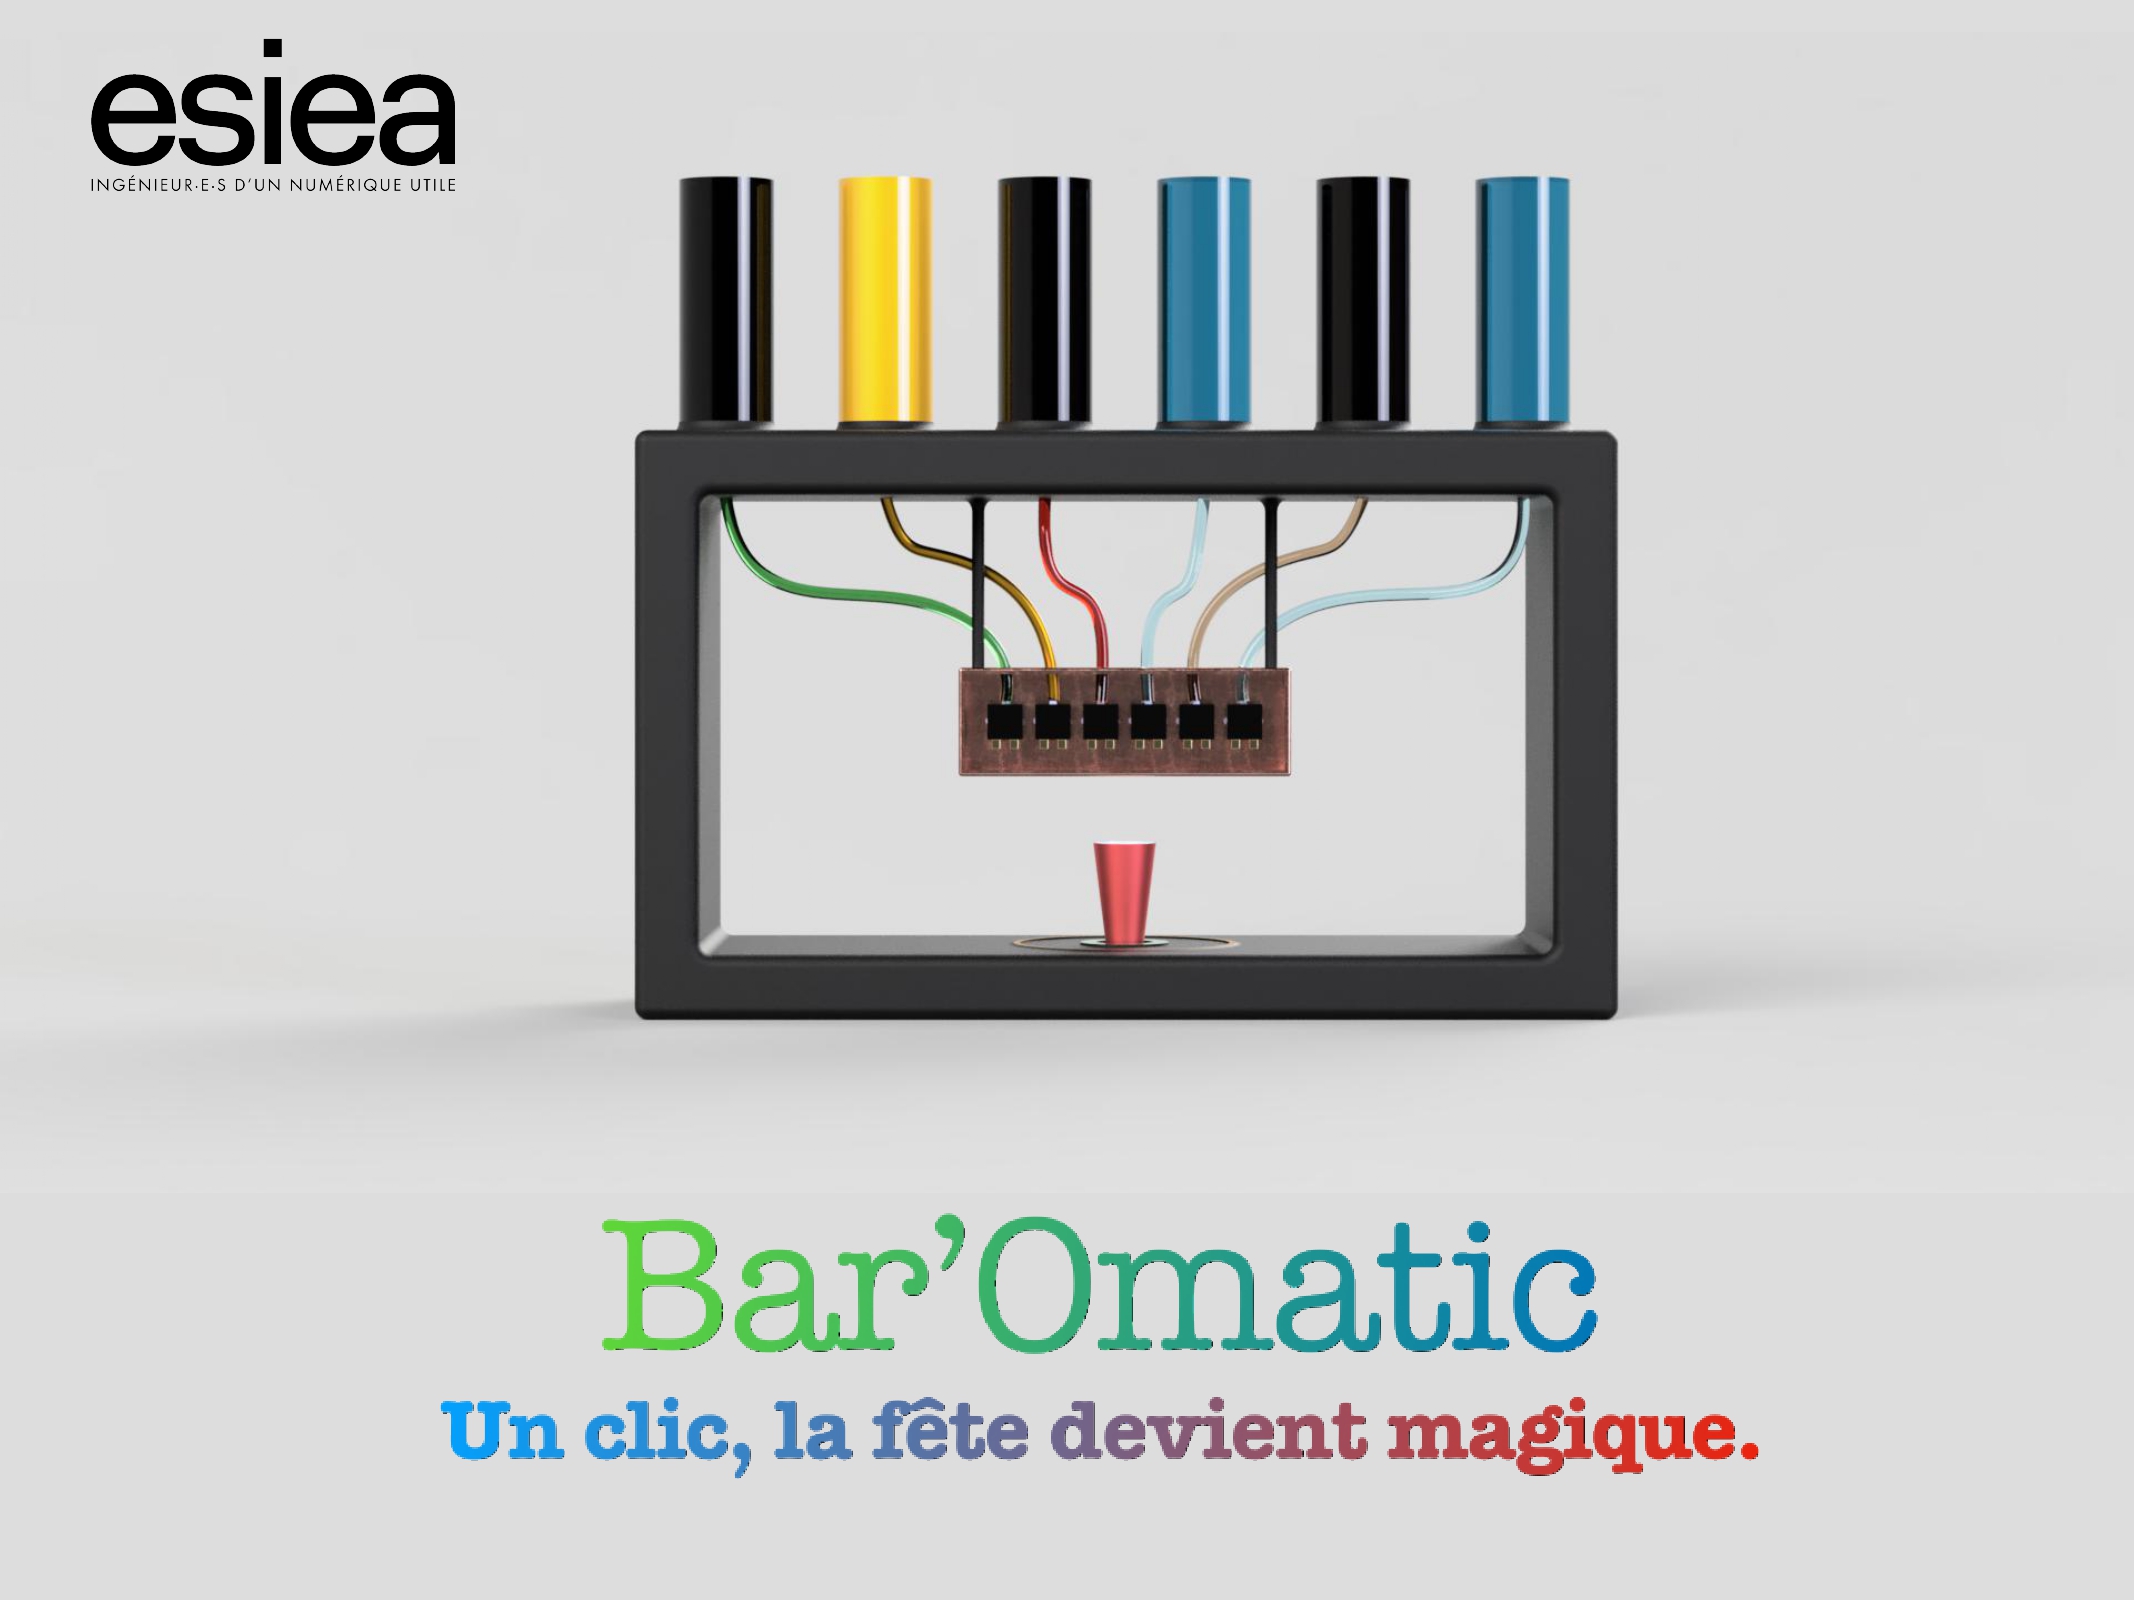 esiea
INGÉNIEUR·E·S D'UN NUMÉRIQUE UTILE
Bar’Omatic
Un clic, la fête devient magique.